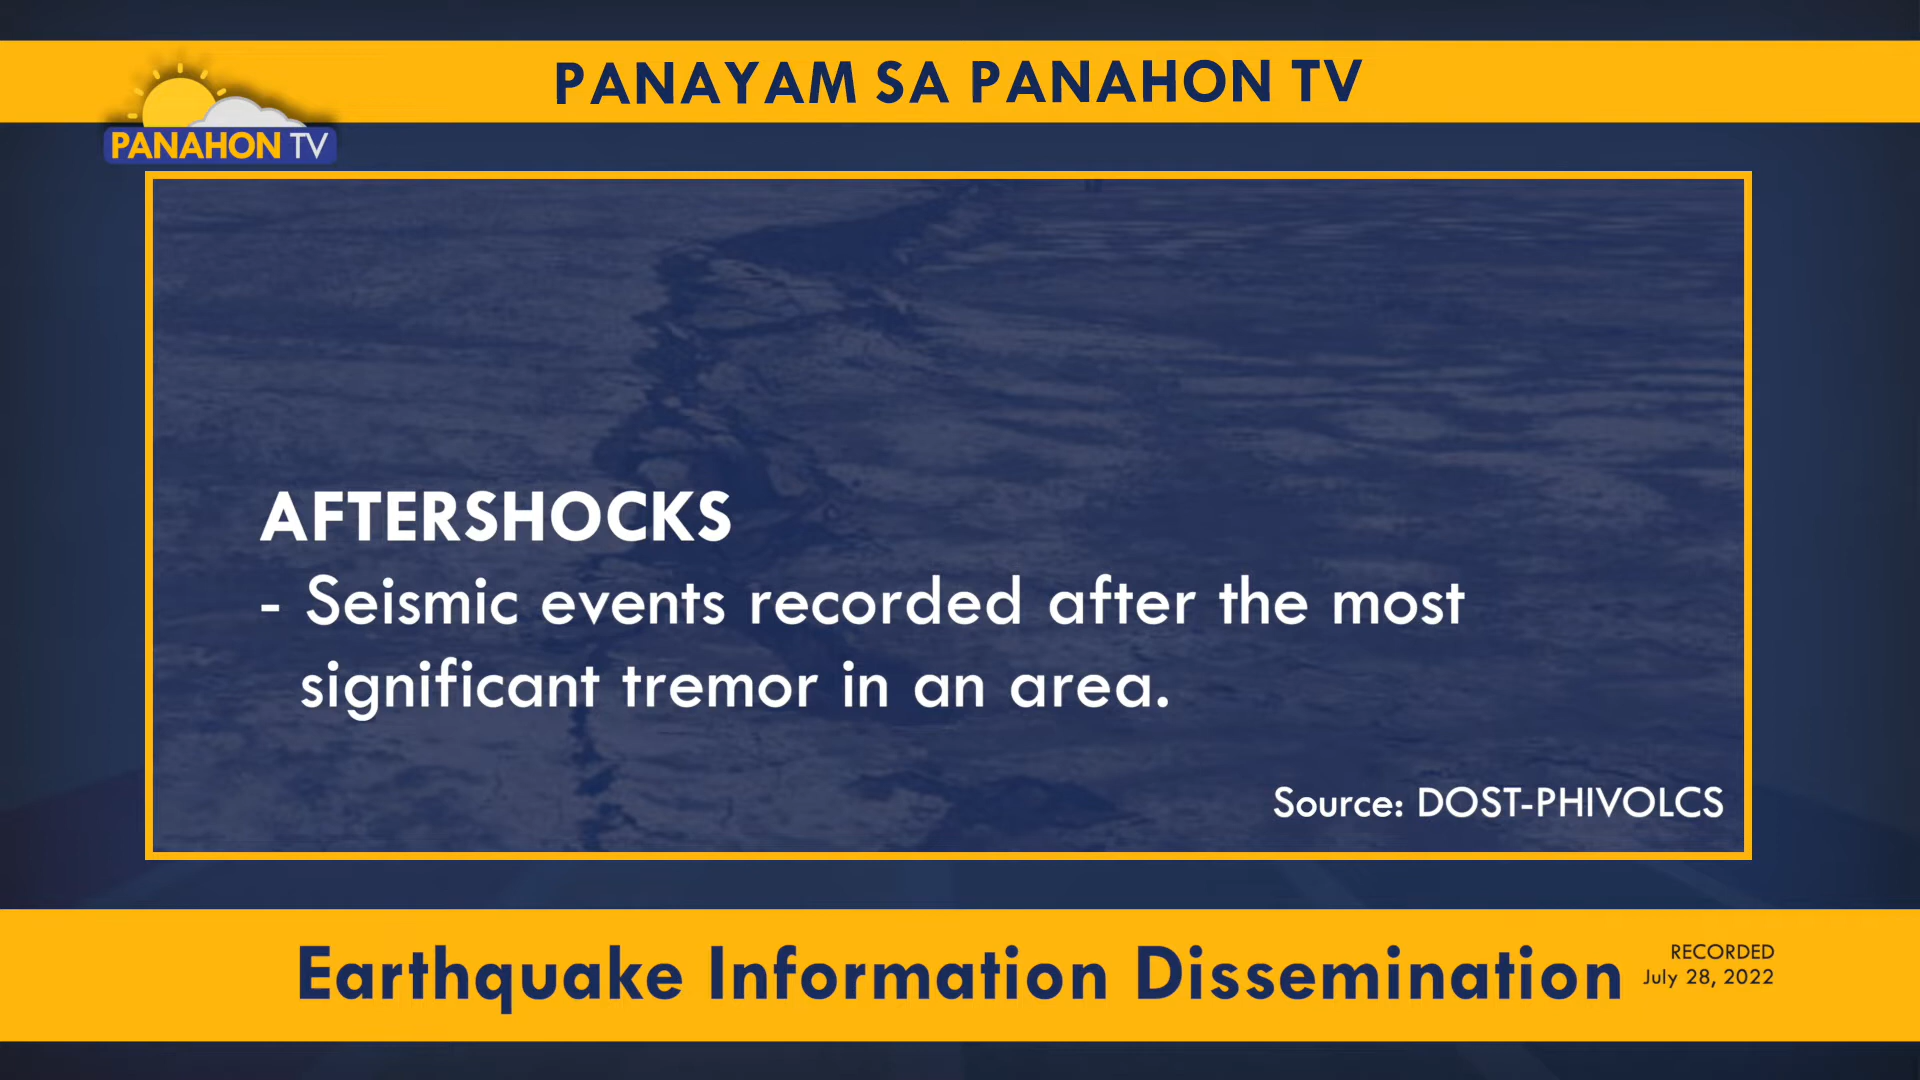 PANAYAM SA PANAHON TV
PANAHON TV
AFTERSHOCKS
- Seismic events recorded after the most
significant tremor in an area.
Source: DOST-PHIVOLCS
Earthquake Information Dissemination
RECORDED
July 28, 2022